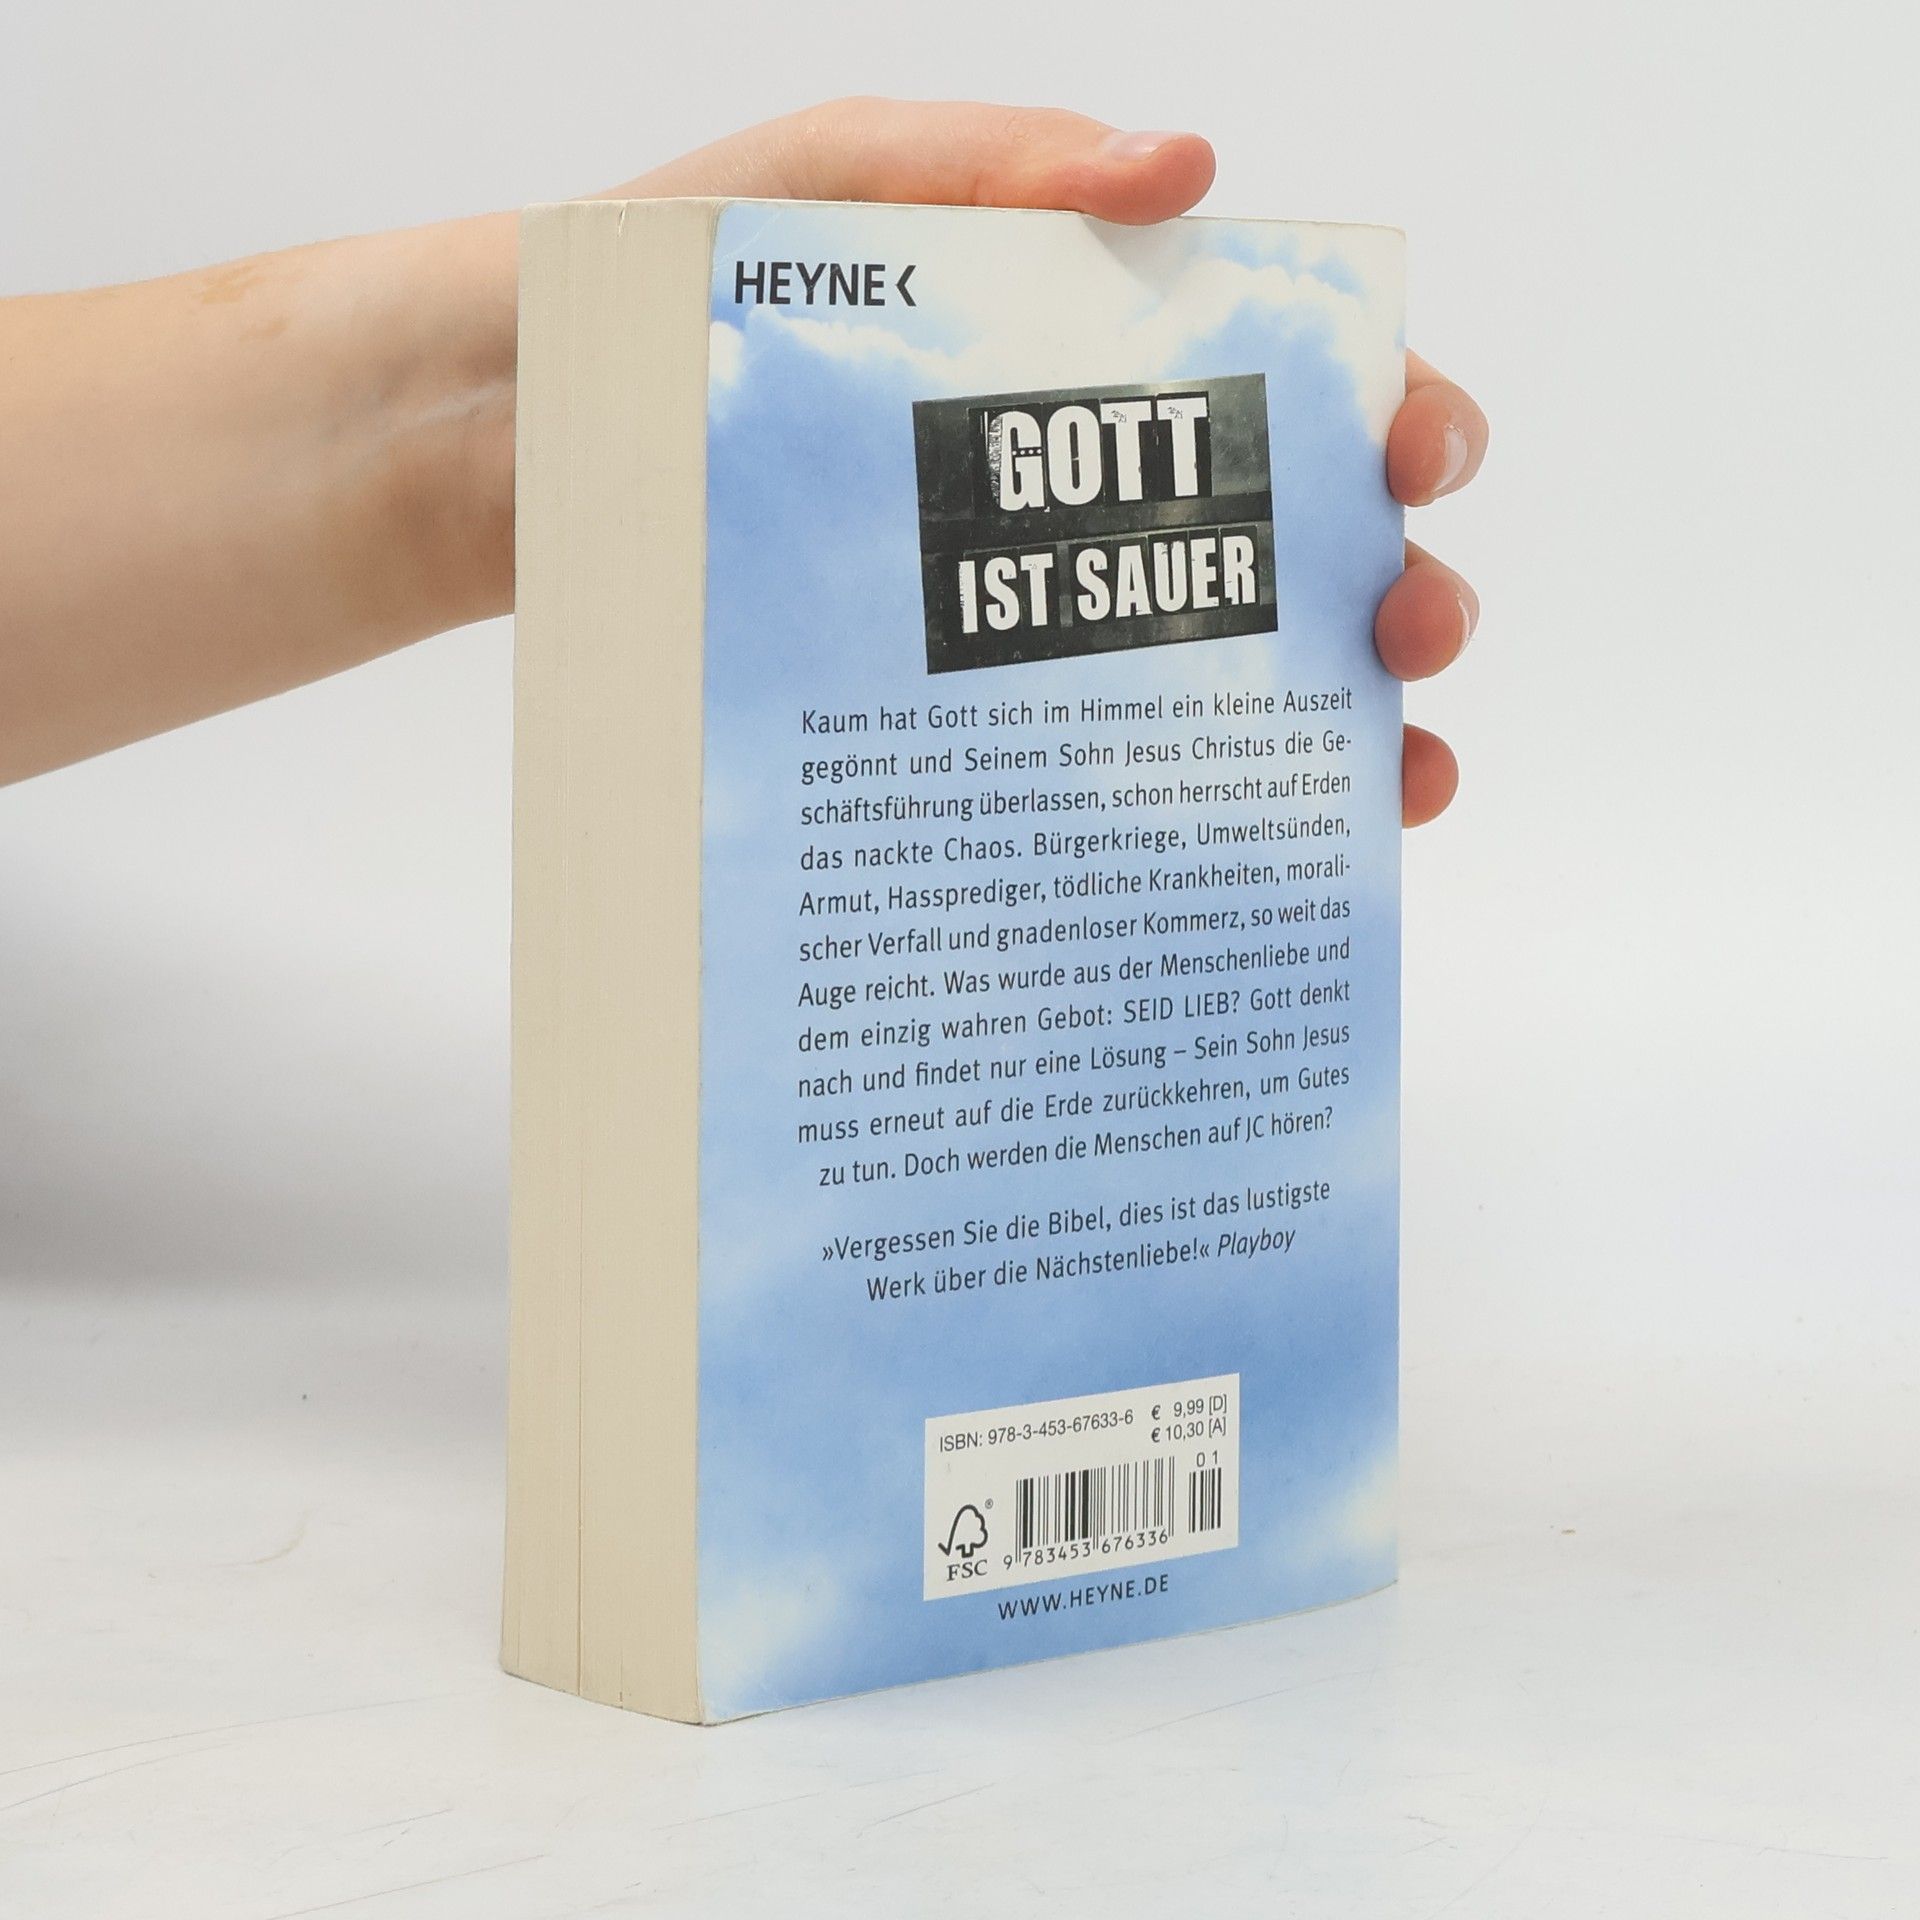 HEYNE<
GOTT
IST SAUER
Kaum hat Gott sich im Himmel ein kleine Auszeit
gegönnt und Seinem Sohn Jesus Christus die Ge-
schäftsführung überlassen, schon herrscht auf Erden
das nackte Chaos. Bürgerkriege, Umweltsünden,
Armut, Hassprediger, tödliche Krankheiten, morali-
scher Verfall und gnadenloser Kommerz, so weit das
Auge reicht. Was wurde aus der Menschenliebe und
dem einzig wahren Gebot: SEID LIEB? Gott denkt
nach und findet nur eine Lösung – Sein Sohn Jesus
muss erneut auf die Erde zurückkehren, um Gutes
zu tun. Doch werden die Menschen auf JC hören?
»Vergessen Sie die Bibel, dies ist das lustigste
Werk über die Nächstenliebe!« Playboy
ISBN: 978-3-453-67633-6 € 9,99 [D]
€ 10,30 [A]
01
FSC ®
9 783453 676336
WWW.HEYNE.DE